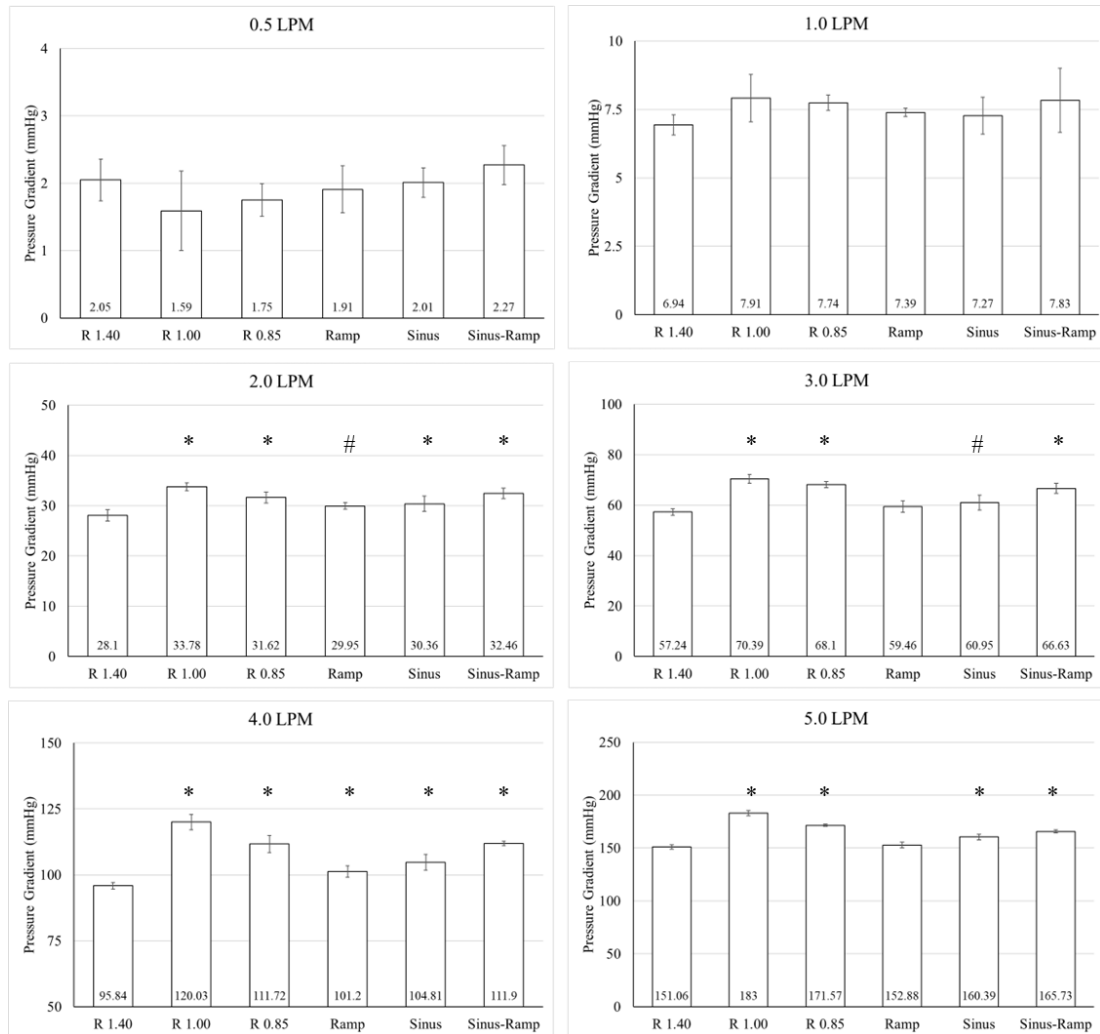 0.5 LPM
Pressure Gradient (mmHg)
4
3
2
1
0
2.05 1.59 1.75 1.91 2.01 2.27
R 1.40 R 1.00 R 0.85 Ramp Sinus Sinus-Ramp
1.0 LPM
Pressure Gradient (mmHg)
10
7.5
5
2.5
0
6.94 7.91 7.74 7.39 7.27 7.83
R 1.40 R 1.00 R 0.85 Ramp Sinus Sinus-Ramp
2.0 LPM
Pressure Gradient (mmHg)
50
40
30
20
10
0
* * # * *
28.1 33.78 31.62 29.95 30.36 32.46
R 1.40 R 1.00 R 0.85 Ramp Sinus Sinus-Ramp
3.0 LPM
Pressure Gradient (mmHg)
100
80
60
40
20
0
* * # *
57.24 70.39 68.1 59.46 60.95 66.63
R 1.40 R 1.00 R 0.85 Ramp Sinus Sinus-Ramp
4.0 LPM
Pressure Gradient (mmHg)
150
125
100
75
50
* * * * *
95.84 120.03 111.72 101.2 104.81 111.9
R 1.40 R 1.00 R 0.85 Ramp Sinus Sinus-Ramp
5.0 LPM
Pressure Gradient (mmHg)
250
200
150
100
50
0
* * * *
151.06 183 171.57 152.88 160.39 165.73
R 1.40 R 1.00 R 0.85 Ramp Sinus Sinus-Ramp